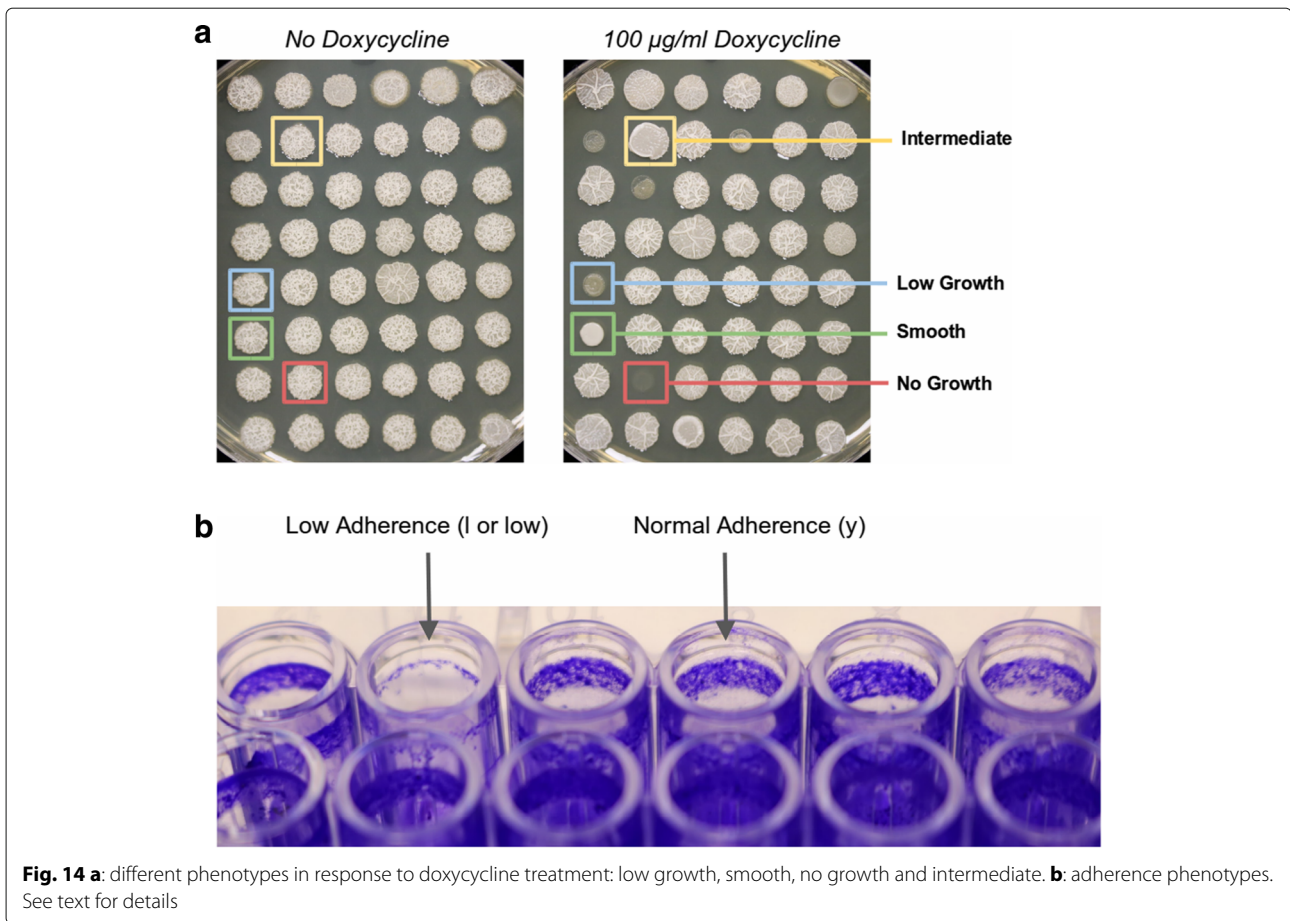 a
No Doxycycline
100 µg/ml Doxycycline
Intermediate
Low Growth
Smooth
No Growth
b
Low Adherence (l or low)
Normal Adherence (y)
Fig. 14 a: different phenotypes in response to doxycycline treatment: low growth, smooth, no growth and intermediate. b: adherence phenotypes.
See text for details